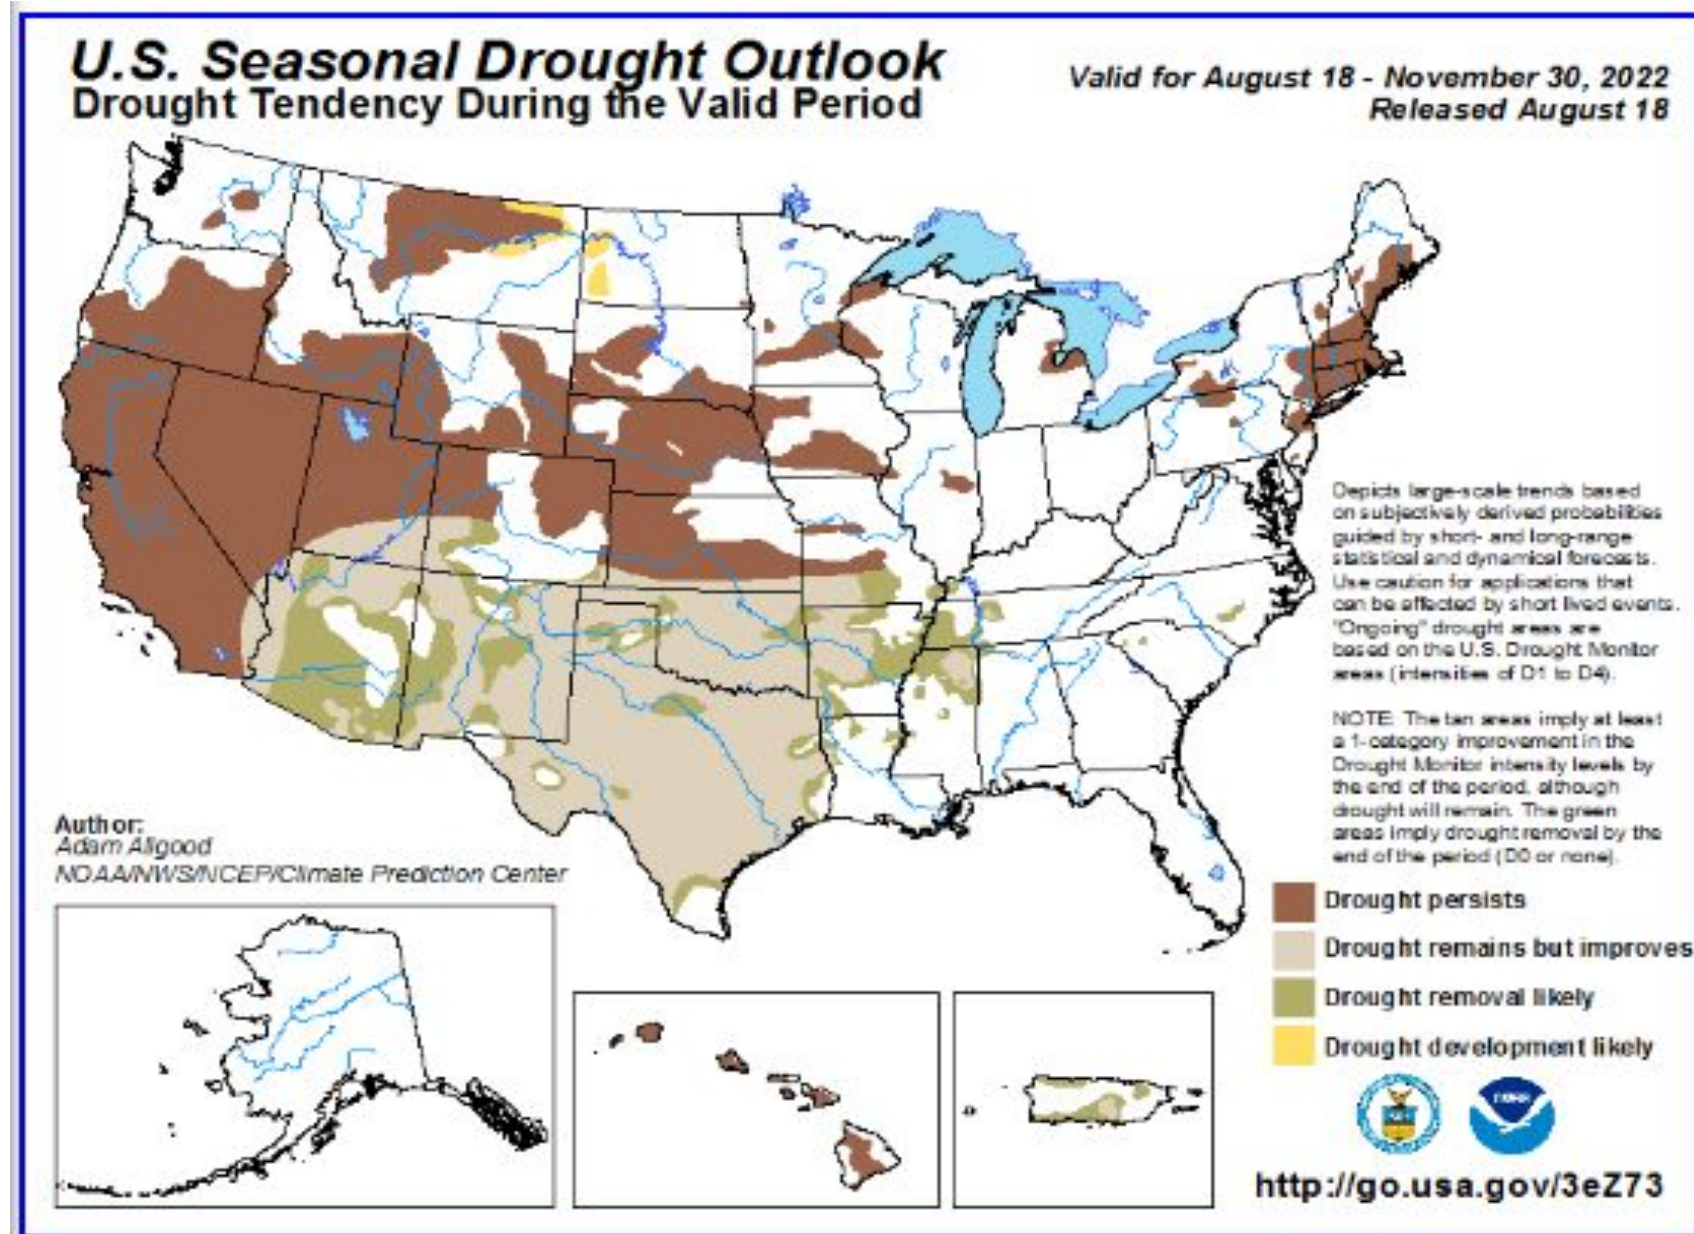 U.S. Seasonal Drought Outlook
Drought Tendency During the Valid Period
Valid for August 18 - November 30, 2022
Released August 18
Depicts large-scale trends based
on subjectively derived probabilities
guided by short- and long-range
statistical and dynamical forecasts.
Use caution for applications that
can be affected by short lived events.
"Ongoing" drought areas are
based on the U.S. Drought Monitor
areas (intensities of D1 to D4).
NOTE: The tan areas imply at least
a 1-category improvement in the
Drought Monitor intensity levels by
the end of the period, although
drought will remain. The green
areas imply drought removal by the
end of the period (D0 or none).
Author:
Adam Allgood
NOAA/NWS/NCEP/Climate Prediction Center
Drought persists
Drought remains but improves
Drought removal likely
Drought development likely
NOAA
http://go.usa.gov/3eZ73